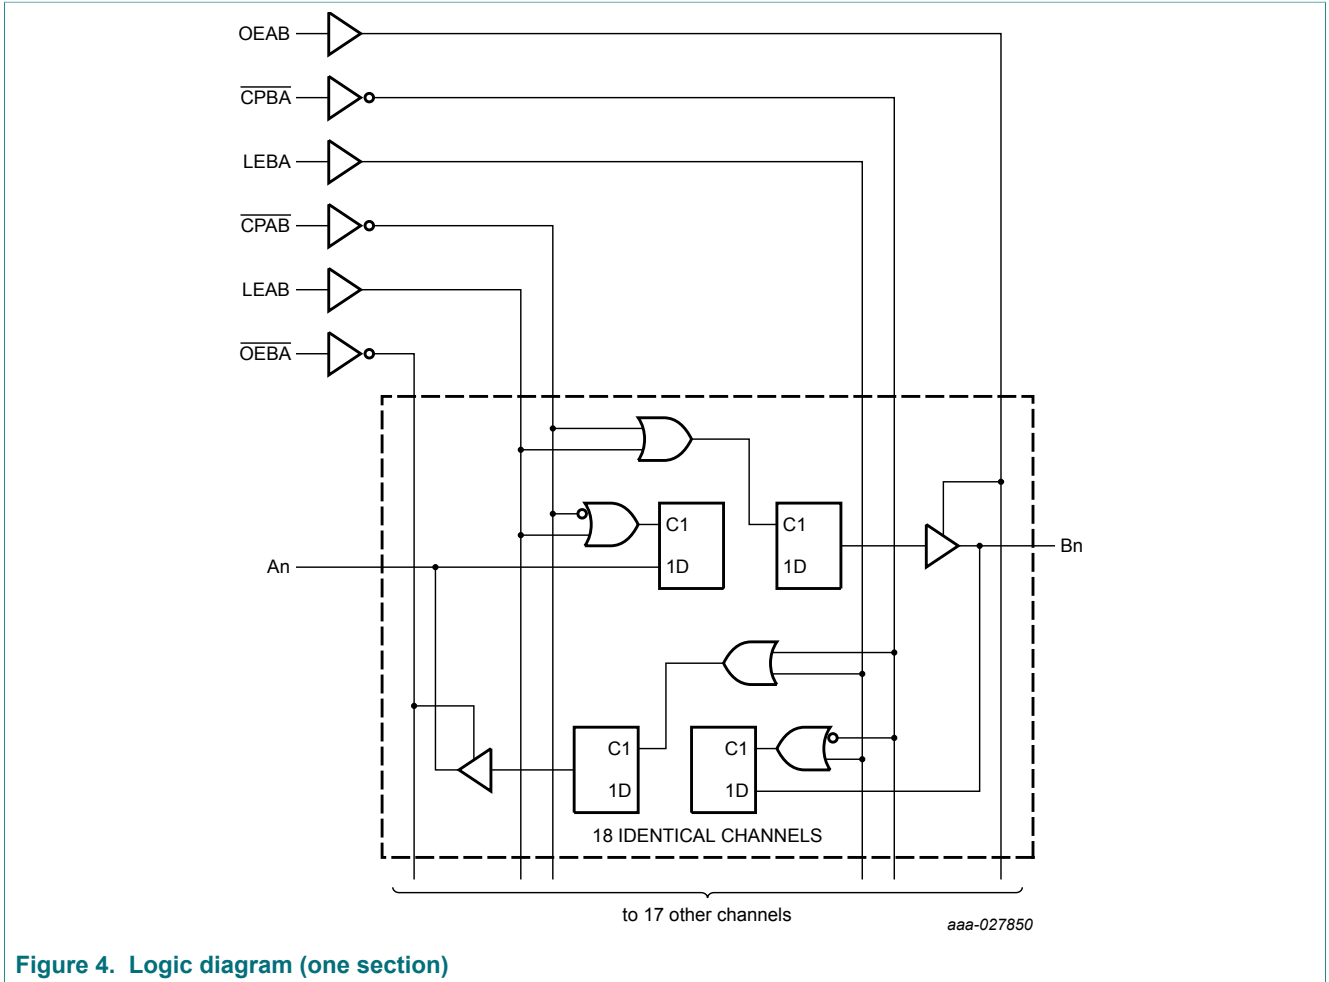 OEAB
CPBA
LEBA
CPAB
LEAB
OEBA
C1
C1
1D
1D
An
Bn
C1
C1
1D
1D
18 IDENTICAL CHANNELS
to 17 other channels
aaa-027850
Figure 4. Logic diagram (one section)